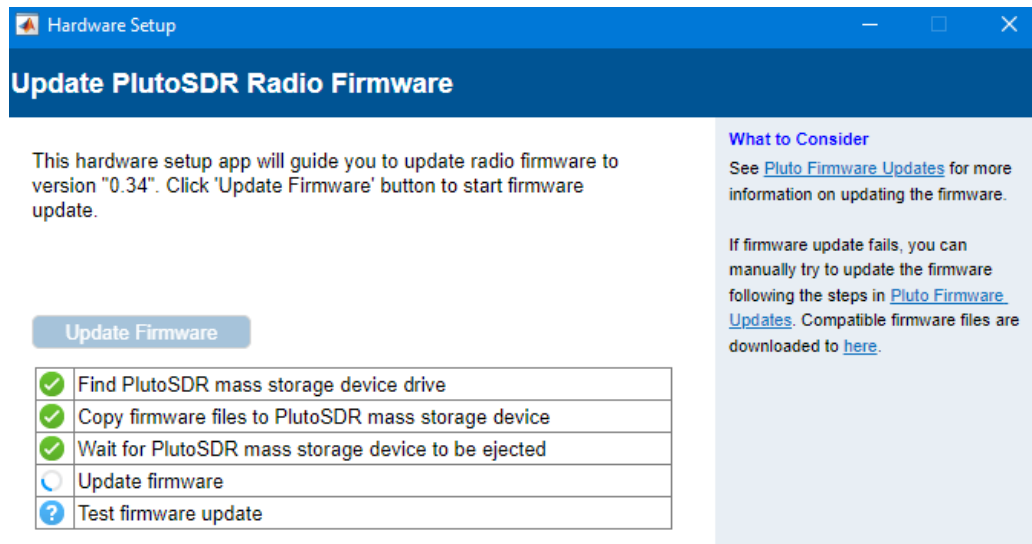 Hardware Setup
Update PlutoSDR Radio Firmware
This hardware setup app will guide you to update radio firmware to
version "0.34". Click 'Update Firmware' button to start firmware
update.
Update Firmware
Find PlutoSDR mass storage device drive
Copy firmware files to PlutoSDR mass storage device
Wait for PlutoSDR mass storage device to be ejected
Update firmware
? Test firmware update
What to Consider
See Pluto Firmware Updates for more
information on updating the firmware.
If firmware update fails, you can
manually try to update the firmware
following the steps in Pluto Firmware
Updates. Compatible firmware files are
downloaded to here.